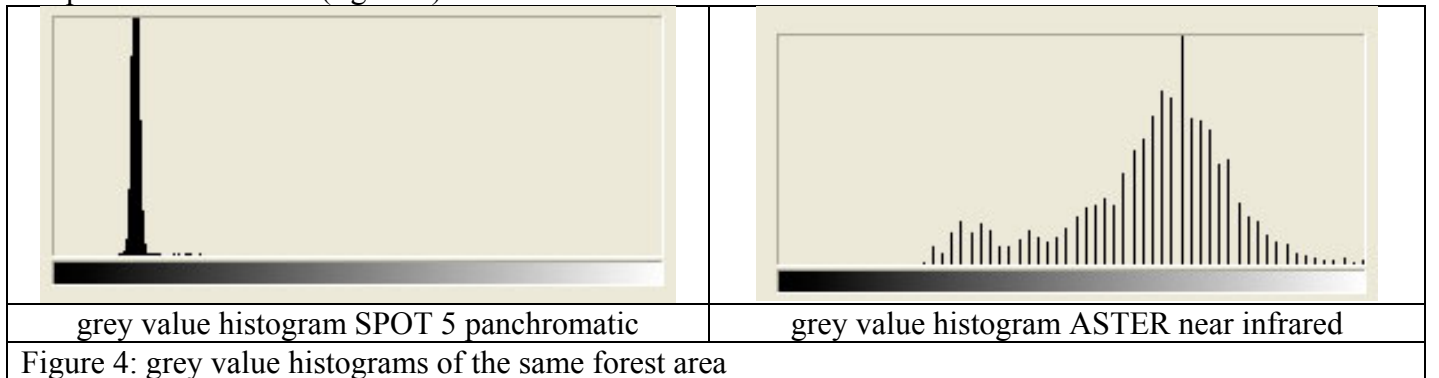 grey value histogram SPOT 5 panchromatic
grey value histogram ASTER near infrared
Figure 4: grey value histograms of the same forest area